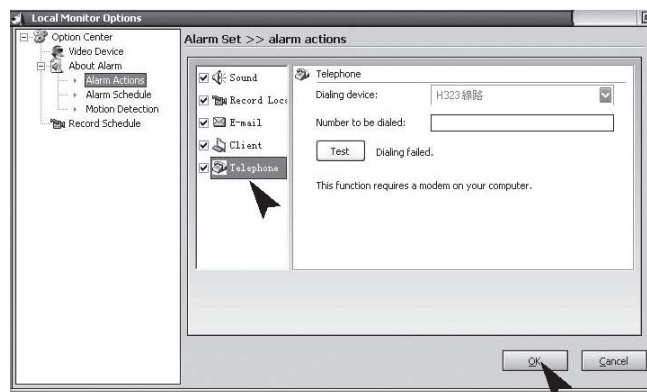 Local Monitor Options
Option Center
Video Device
About Alarm
Alarm Actions
Alarm Schedule
Motion Detection
Record Schedule
Alarm Set >> alarm actions
Sound
Record Loca
E-mail
Client
Telephone
Telephone
Dialing device: H323 線路
Number to be dialed:
Test Dialing failed.
This function requires a modem on your computer.
OK Cancel